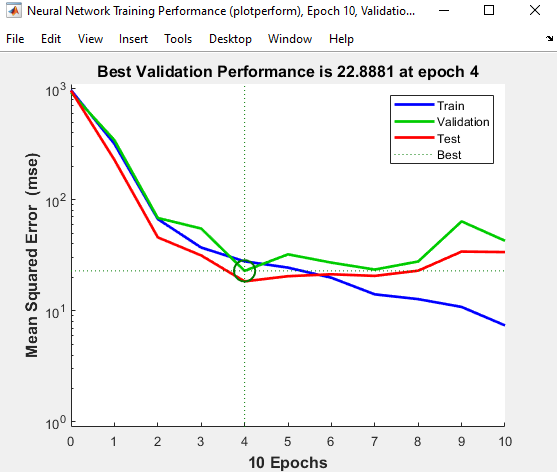 Neural Network Training Performance (plotperform), Epoch 10, Validatio...
File Edit View Insert Tools Desktop Window Help
Best Validation Performance is 22.8881 at epoch 4
Mean Squared Error (mse)
10³
10²
10¹
10⁰
Train
Validation
Test
Best
0 1 2 3 4 5 6 7 8 9 10
10 Epochs